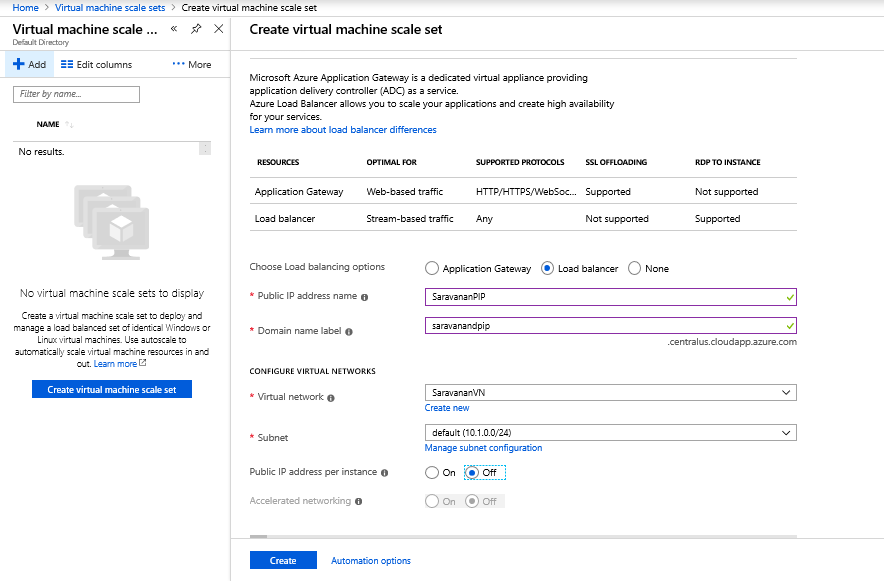 Home > Virtual machine scale sets > Create virtual machine scale set
Virtual machine scale ...
Default Directory
Add
Edit columns
More
Filter by name...
NAME
No results.
No virtual machine scale sets to display
Create a virtual machine scale set to deploy and
manage a load balanced set of identical Windows or
Linux virtual machines. Use autoscale to
automatically scale virtual machine resources in and
out. Learn more
Create virtual machine scale set
Create virtual machine scale set
Microsoft Azure Application Gateway is a dedicated virtual appliance providing
application delivery controller (ADC) as a service.
Azure Load Balancer allows you to scale your applications and create high availability
for your services.
Learn more about load balancer differences
RESOURCES OPTIMAL FOR SUPPORTED PROTOCOLS SSL OFFLOADING RDP TO INSTANCE
Application Gateway Web-based traffic HTTP/HTTPS/WebSoc... Supported Not supported
Load balancer Stream-based traffic Any Not supported Supported
Choose Load balancing options Application Gateway Load balancer None
* Public IP address name SaravananPIP
* Domain name label saravanandpip
.centralus.cloudapp.azure.com
CONFIGURE VIRTUAL NETWORKS
* Virtual network SaravananVN
Create new
* Subnet default (10.1.0.0/24)
Manage subnet configuration
Public IP address per instance On Off
Accelerated networking On Off
Create Automation options